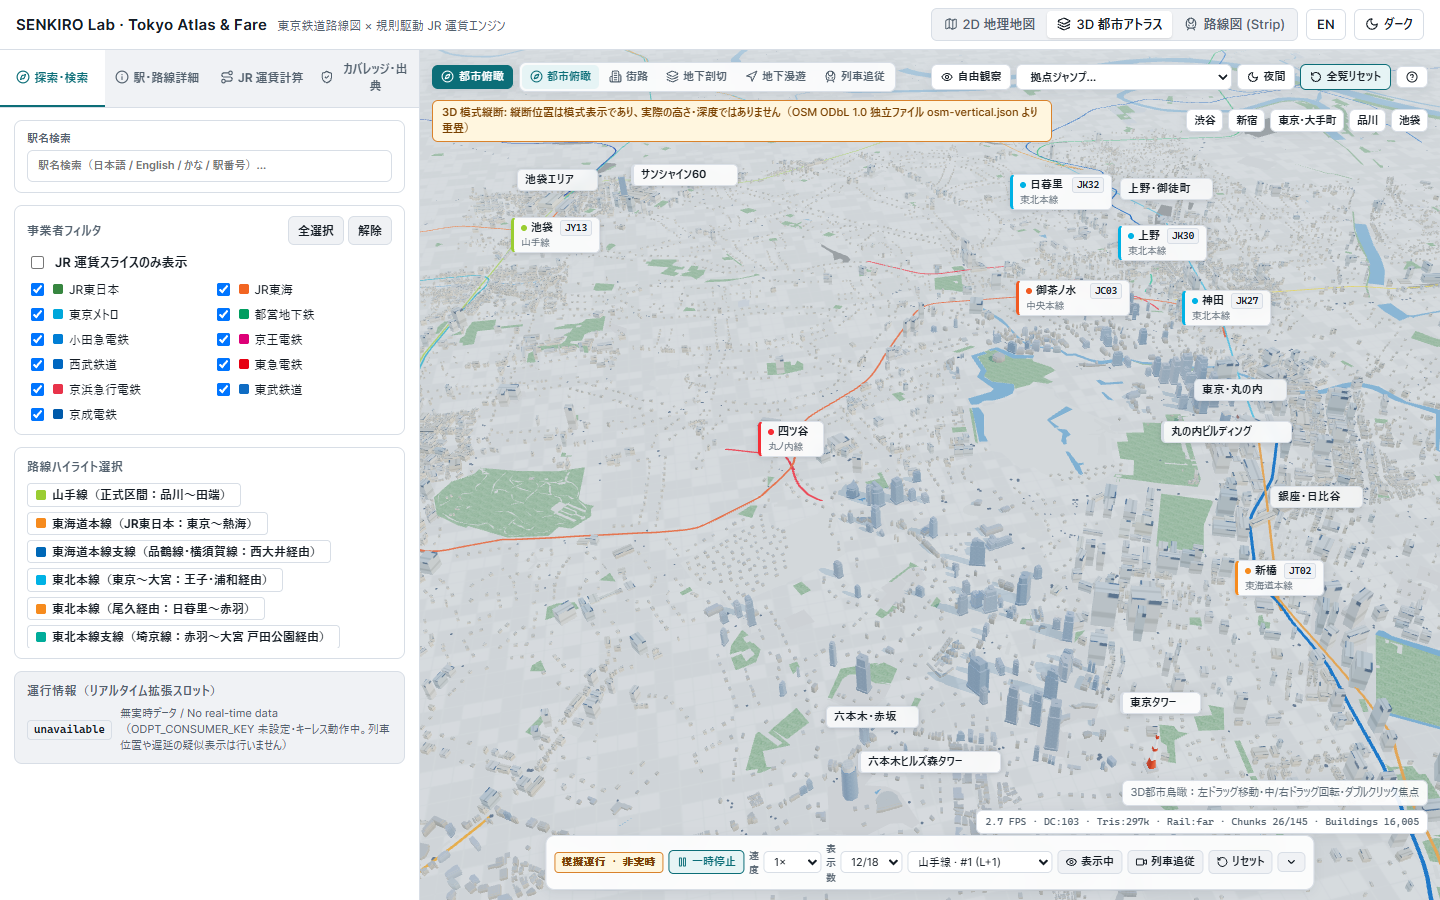 SENKIRO Lab · Tokyo Atlas & Fare
東京鉄道路線図 × 規則駆動 JR 運賃エンジン
2D 地理地図
3D 都市アトラス
路線図 (Strip)
EN
ダーク
探索・検索
駅・路線詳細
JR 運賃計算
カバレッジ・出
典
駅名検索
駅名検索（日本語 / English / かな / 駅番号）...
事業者フィルタ
全選択
解除
JR 運賃スライスのみ表示
JR東日本
JR東海
東京メトロ
都営地下鉄
小田急電鉄
京王電鉄
西武鉄道
東急電鉄
京浜急行電鉄
東武鉄道
京成電鉄
路線ハイライト選択
山手線（正式区間：品川〜田端）
東海道本線（JR東日本：東京〜熱海）
東海道本線支線（品鶴線・横須賀線：西大井経由）
東北本線（東京〜大宮：王子・浦和経由）
東北本線（尾久経由：日暮里〜赤羽）
東北本線支線（埼京線：赤羽〜大宮 戸田公園経由）
運行情報（リアルタイム拡張スロット）
unavailable
無実時データ / No real-time data
（ODPT_CONSUMER_KEY 未設定・キーレス動作中。列車
位置や遅延の疑似表示は行いません）
都市俯瞰
都市俯瞰
街路
地下剖切
地下漫遊
列車追従
自由観察
拠点ジャンプ...
夜間
全覧リセット
3D 模式縦断: 縦断位置は模式表示であり、実際の高さ・深度ではありません（OSM ODbL 1.0 独立ファイル osm-vertical.json より
重畳）
渋谷
新宿
東京・大手町
品川
池袋
池袋エリア
サンシャイン60
日暮里 JK32
東北本線
上野・御徒町
池袋 JY13
山手線
上野 JK30
東北本線
御茶ノ水 JC03
中央本線
神田 JK27
東北本線
東京・丸の内
四ツ谷
丸ノ内線
丸の内ビルディング
銀座・日比谷
新橋 JT02
東海道本線
東京タワー
六本木・赤坂
六本木ヒルズ森タワー
3D都市鳥瞰：左ドラッグ移動・中/右ドラッグ回転・ダブルクリック焦点
2.7 FPS · DC:103 · Tris:297k · Rail:far · Chunks 26/145 · Buildings 16,005
模擬運行 · 非実時
一時停止
速
度
1×
表
示
数
12/18
山手線 · #1 (L+1)
表示中
列車追従
リセット